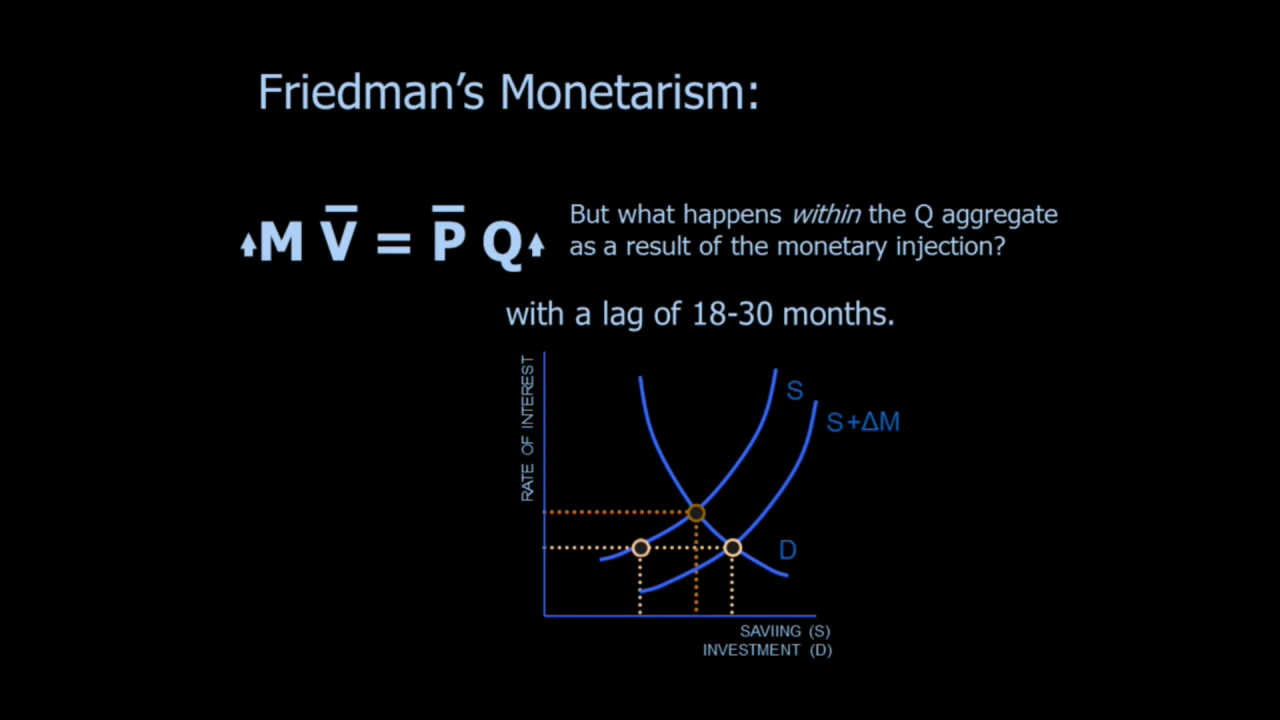 Friedman's Monetarism:
↑M V̅ = P̅ Q↑
But what happens within the Q aggregate
as a result of the monetary injection?
with a lag of 18-30 months.
RATE OF INTEREST
S
S+ΔM
D
SAVIING (S)
INVESTMENT (D)